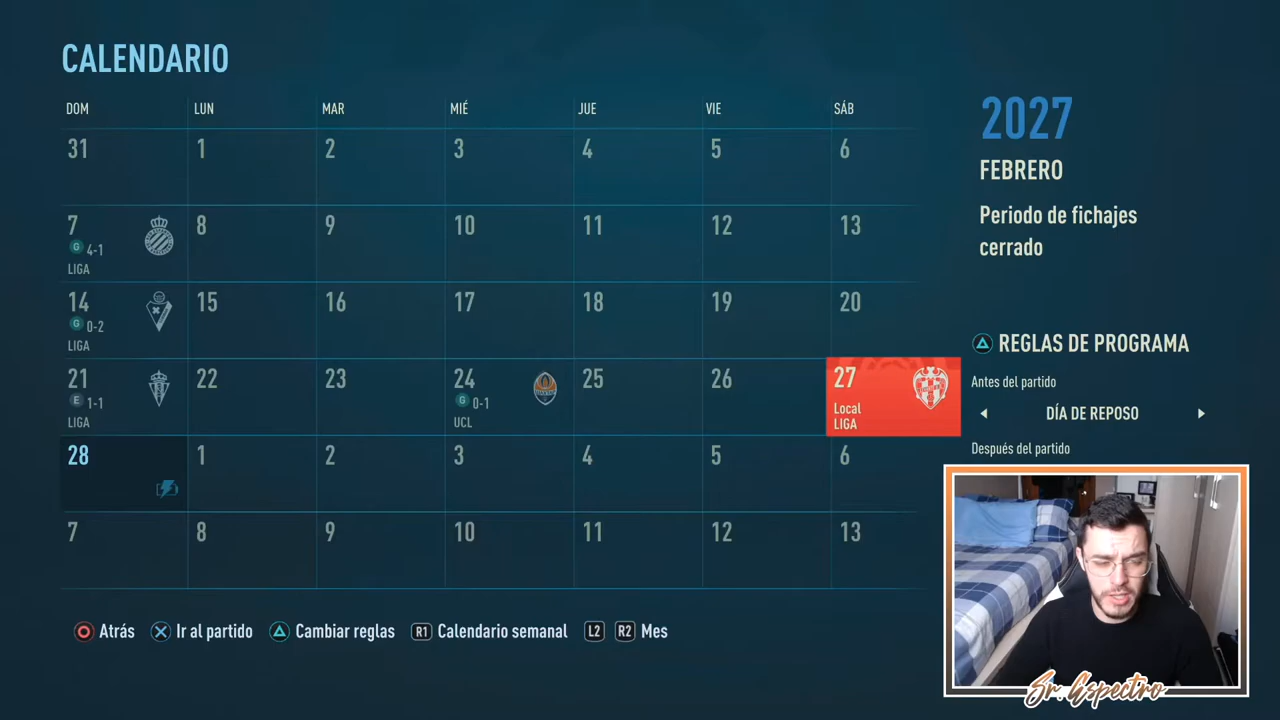 CALENDARIO
DOM LUN MAR MIÉ JUE VIE SÁB
31 1 2 3 4 5 6
7 8 9 10 11 12 13
G 4-1
LIGA
14 15 16 17 18 19 20
G 0-2
LIGA
21 22 23 24 25 26 27
E 1-1 G 0-1 Local
LIGA UCL LIGA
28 1 2 3 4 5 6
7 8 9 10 11 12 13
2027
FEBRERO
Periodo de fichajes
cerrado
REGLAS DE PROGRAMA
Antes del partido
DÍA DE REPOSO
Después del partido
Atrás Ir al partido Cambiar reglas R1 Calendario semanal L2 R2 Mes
Sr. Aspectro